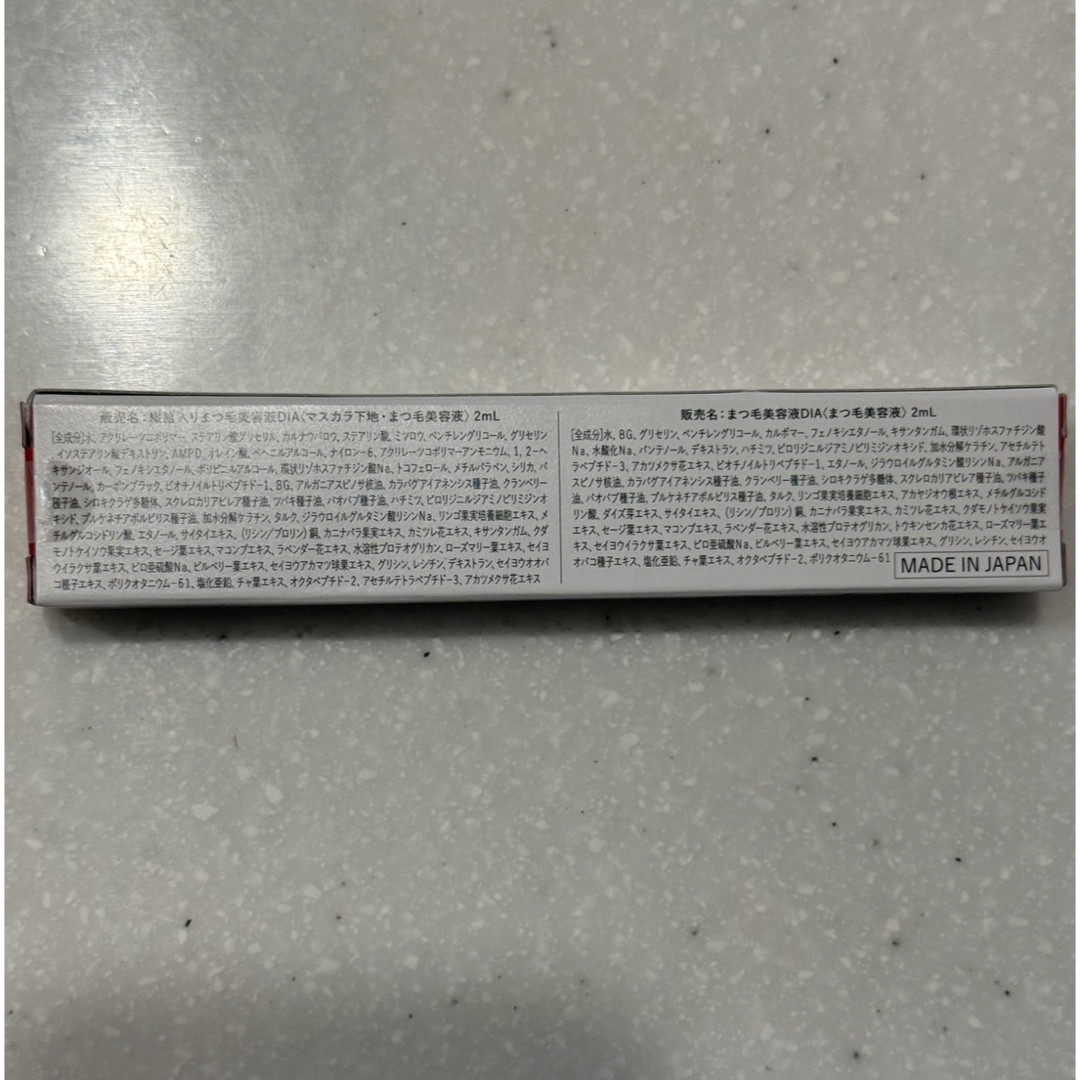 販売名：繊維入りまつ毛美容液DIA〈マスカラ下地・まつ毛美容液〉2mL
[全成分]水、アクリレーツコポリマー、ステアリン酸グリセリル、カルナウバロウ、ステアリン酸、ミツロウ、ペンチレングリコール、グリセリン
、イソステアリン酸デキストリン、AMPD、オレイン酸、ベヘニルアルコール、ナイロン-6、アクリレーツコポリマーアンモニウム、1，2-ヘ
キサンジオール、フェノキシエタノール、ポリビニルアルコール、環状リゾホスファチジン酸Na、トコフェロール、メチルパラベン、シリカ、パ
ンテノール、カーボンブラック、ビオチノイルトリペプチド-1、BG、アルガニアスピノサ核油、カラパグアイアネンシス種子油、クランベリー
種子油、シロキクラゲ多糖体、スクレロカリアビレア種子油、ツバキ種子油、バオバブ種子油、ハチミツ、ピロリジニルジアミノピリミジンオ
キシド、プルケネチアボルビリス種子油、加水分解ケラチン、タルク、ジラウロイルグルタミン酸リシンNa、リンゴ果実培養細胞エキス、メ
チルグルコシドリン酸、エタノール、サイタイエキス、(リシン/プロリン)銅、カニナバラ果実エキス、カミツレ花エキス、キサンタンガム、クダ
モノトケイソウ果実エキス、セージ葉エキス、マコンブエキス、ラベンダー花エキス、水溶性プロテオグリカン、ローズマリー葉エキス、セイヨ
ウイラクサ葉エキス、ピロ亜硫酸Na、ビルベリー葉エキス、セイヨウアカマツ球果エキス、グリシン、レシチン、デキストラン、セイヨウオオバ
コ種子エキス、ポリクオタニウム-61、塩化亜鉛、チャ葉エキス、オクタペプチド-2、アセチルテトラペプチド-3、アカツメクサ花エキス
販売名：まつ毛美容液DIA〈まつ毛美容液〉2mL
[全成分]水、BG、グリセリン、ペンチレングリコール、カルボマー、フェノキシエタノール、キサンタンガム、環状リゾホスファチジン酸
Na、水酸化Na、パンテノール、デキストラン、ハチミツ、ピロリジニルジアミノピリミジンオキシド、加水分解ケラチン、アセチルテト
ラペプチド-3、アカツメクサ花エキス、ビオチノイルトリペプチド-1、エタノール、ジラウロイルグルタミン酸リシンNa、アルガニア
スピノサ核油、カラパグアイアネンシス種子油、クランベリー種子油、シロキクラゲ多糖体、スクレロカリアビレア種子油、ツバキ種子
油、バオバブ種子油、プルケネチアボルビリス種子油、タルク、リンゴ果実培養細胞エキス、アカヤジオウ根エキス、メチルグルコシド
リン酸、ダイズ芽エキス、サイタイエキス、(リシン/プロリン)銅、カニナバラ果実エキス、カミツレ花エキス、クダモノトケイソウ果実
エキス、セージ葉エキス、マコンブエキス、ラベンダー花エキス、水溶性プロテオグリカン、トウキンセンカ花エキス、ローズマリー葉エ
キス、セイヨウイラクサ葉エキス、ピロ亜硫酸Na、ビルベリー葉エキス、セイヨウアカマツ球果エキス、グリシン、レシチン、セイヨウオ
オバコ種子エキス、塩化亜鉛、チャ葉エキス、オクタペプチド-2、ポリクオタニウム-61
MADE IN JAPAN